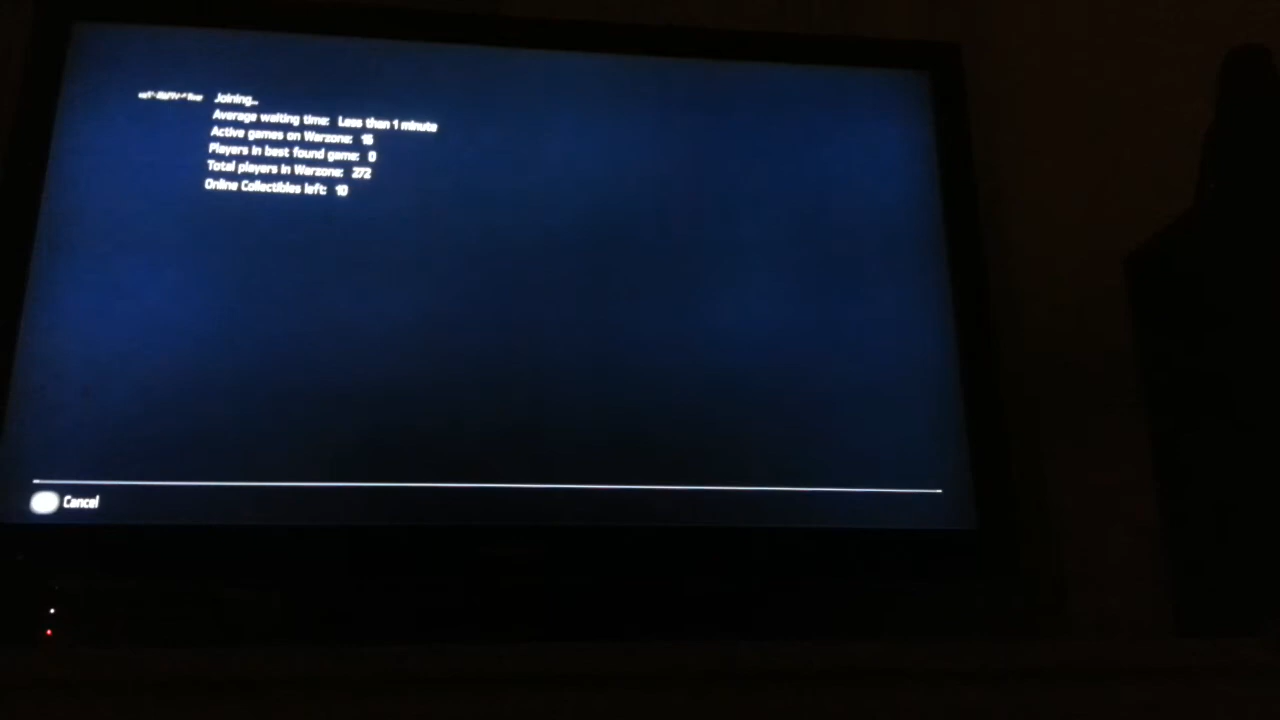 Joining...
Average waiting time: Less than 1 minute
Active games on Warzone: 15
Players in best found game: 0
Total players in Warzone: 272
Online Collectibles left: 10
Cancel